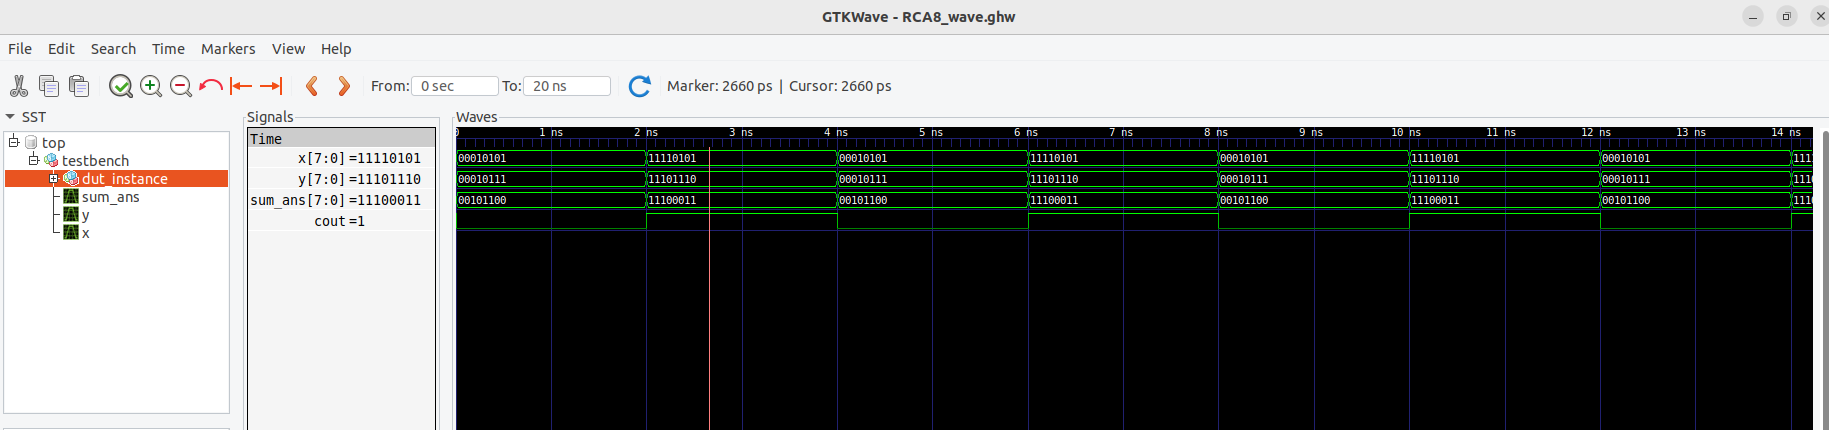 GTKWave - RCA8_wave.ghw
File Edit Search Time Markers View Help
From: 0 sec To: 20 ns Marker: 2660 ps | Cursor: 2660 ps
SST
top
testbench
dut_instance
sum_ans
y
x
Signals
Time
x[7:0] =11110101
y[7:0] =11101110
sum_ans[7:0] =11100011
cout =1
Waves
0 1 ns 2 ns 3 ns 4 ns 5 ns 6 ns 7 ns 8 ns 9 ns 10 ns 11 ns 12 ns 13 ns 14 ns
00010101 11110101 00010101 11110101 00010101 11110101 00010101 111
00010111 11101110 00010111 11101110 00010111 11101110 00010111 1110
00101100 11100011 00101100 11100011 00101100 11100011 00101100 1110